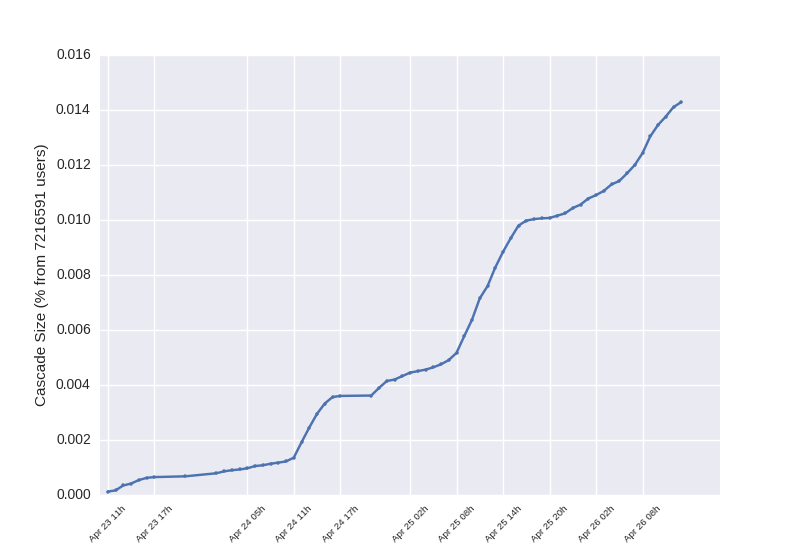 0.016
0.014
0.012
0.010
0.008
0.006
0.004
0.002
0.000
Cascade Size (% from 7216591 users)
Apr 23 11h
Apr 23 17h
Apr 24 05h
Apr 24 11h
Apr 24 17h
Apr 25 02h
Apr 25 08h
Apr 25 14h
Apr 25 20h
Apr 26 02h
Apr 26 08h